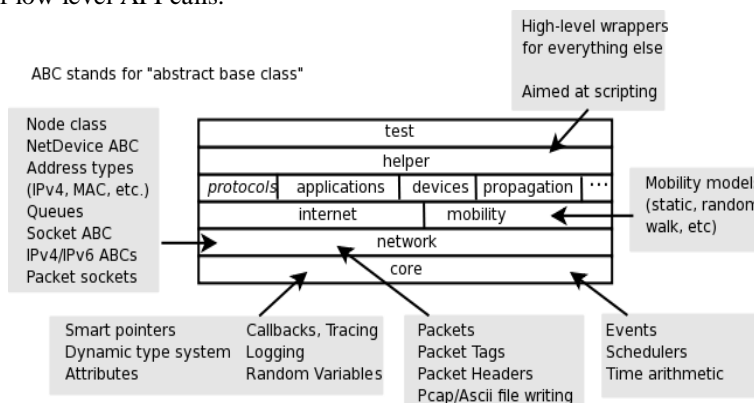 High-level wrappers
for everything else
Aimed at scripting
ABC stands for "abstract base class"
Node class
NetDevice ABC
Address types
(IPv4, MAC, etc.)
Queues
Socket ABC
IPv4/IPv6 ABCs
Packet sockets
test
helper
protocols applications devices propagation ...
internet mobility
network
core
Mobility models
(static, random
walk, etc)
Smart pointers
Dynamic type system
Attributes
Callbacks, Tracing
Logging
Random Variables
Packets
Packet Tags
Packet Headers
Pcap/Ascii file writing
Events
Schedulers
Time arithmetic